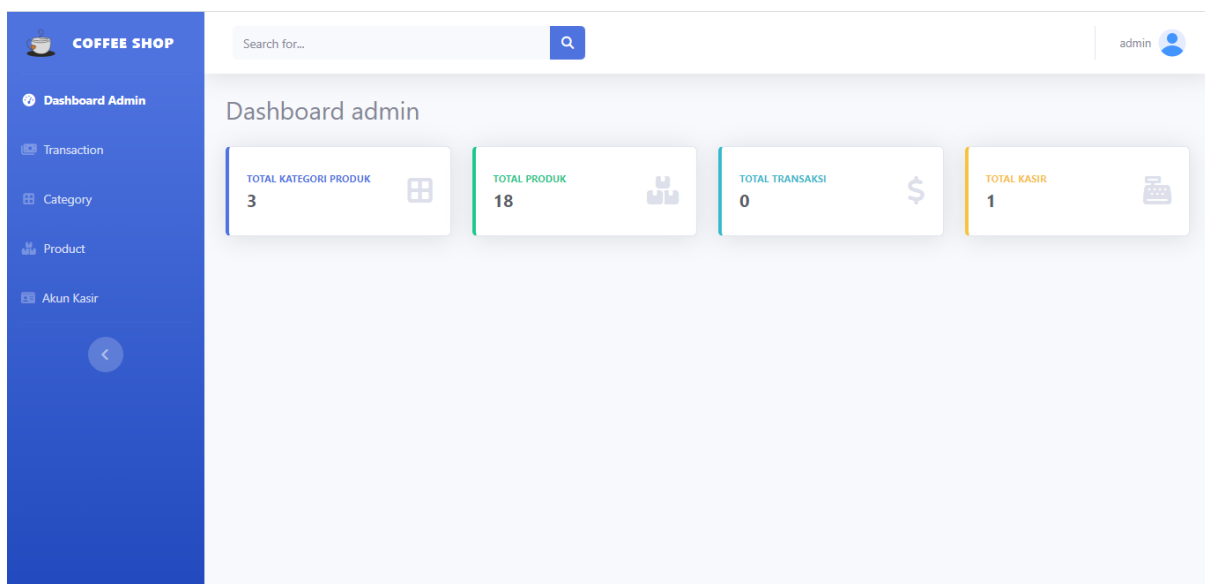 COFFEE SHOP
Search for...
admin
Dashboard Admin
Transaction
Category
Product
Akun Kasir
Dashboard admin
TOTAL KATEGORI PRODUK
3
TOTAL PRODUK
18
TOTAL TRANSAKSI
0
TOTAL KASIR
1